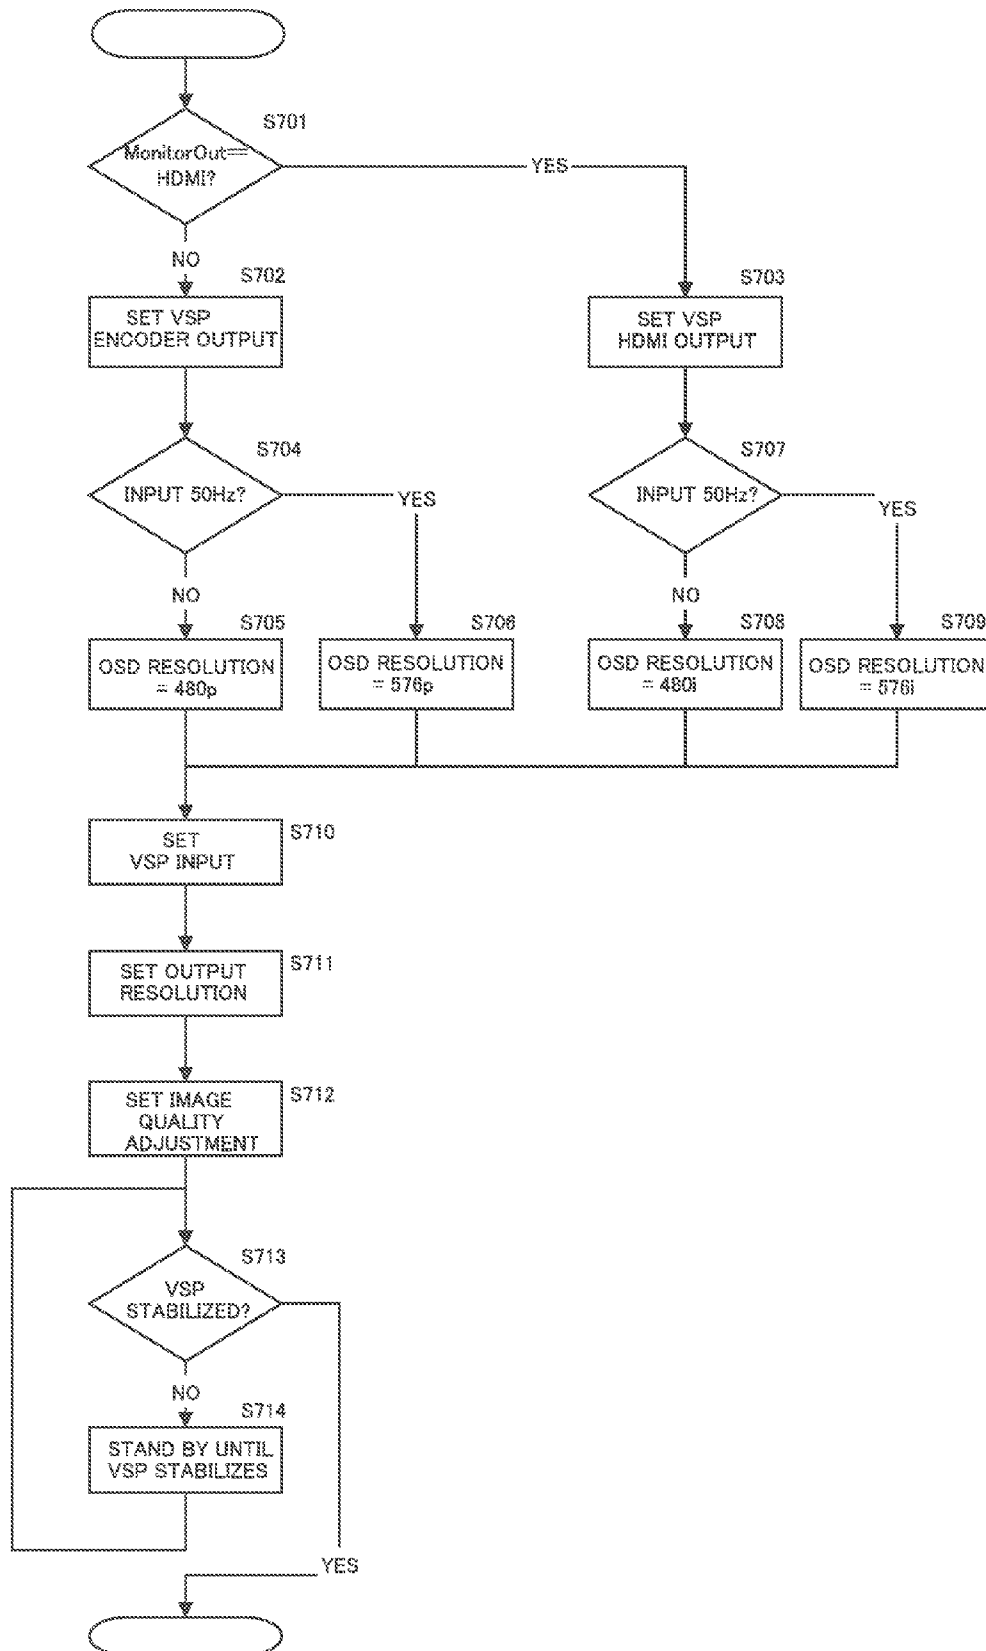 S701
MonitorOut==
HDMI?
YES
NO
S702
SET VSP
ENCODER OUTPUT
S703
SET VSP
HDMI OUTPUT
S704
INPUT 50Hz?
YES
S707
INPUT 50Hz?
YES
NO
NO
S705
OSD RESOLUTION
= 480p
S706
OSD RESOLUTION
= 576p
S708
OSD RESOLUTION
= 480i
S709
OSD RESOLUTION
= 576i
S710
SET
VSP INPUT
S711
SET OUTPUT
RESOLUTION
S712
SET IMAGE
QUALITY
ADJUSTMENT
S713
VSP
STABILIZED?
NO
S714
STAND BY UNTIL
VSP STABILIZES
YES